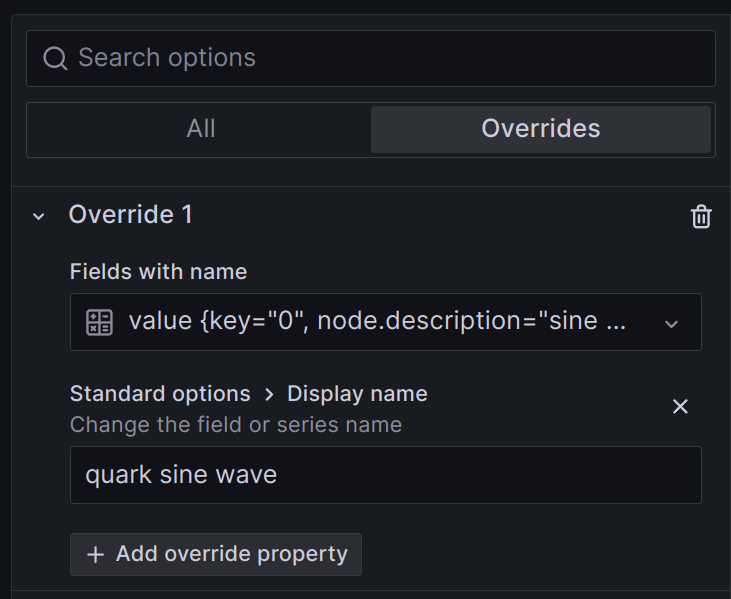 Search options
All
Overrides
Override 1
Fields with name
value {key="0", node.description="sine ...
Standard options > Display name
Change the field or series name
quark sine wave
+ Add override property